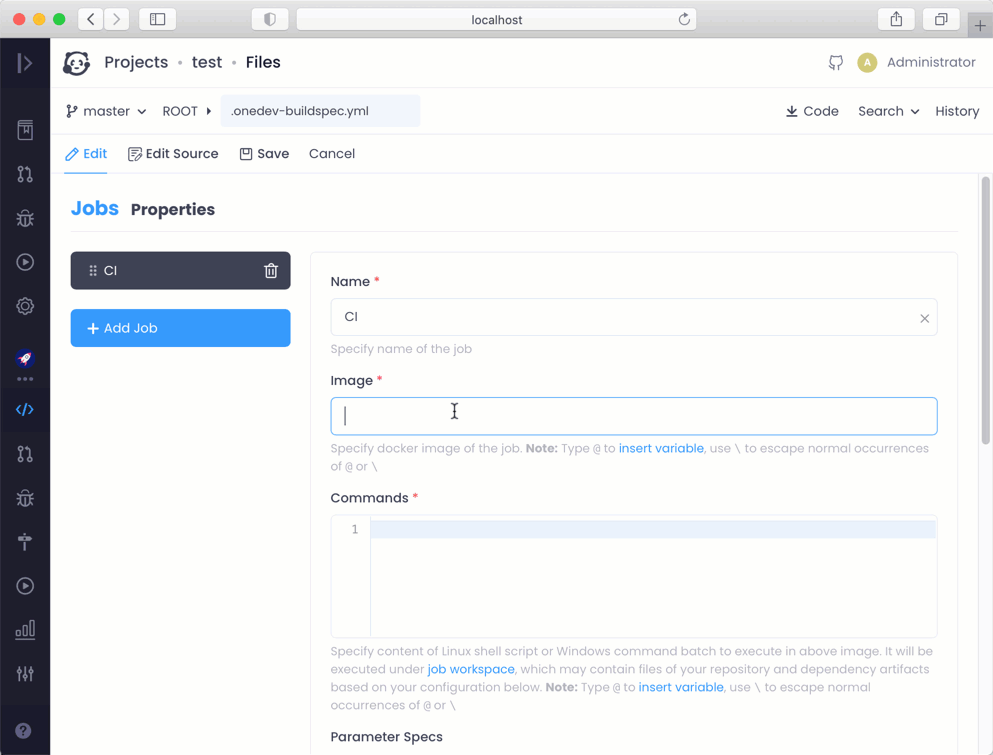 localhost
Projects • test • Files
A Administrator
master ROOT .onedev-buildspec.yml Code Search History
Edit Edit Source Save Cancel
Jobs Properties
CI
+ Add Job
Name *
CI
Specify name of the job
Image *
Specify docker image of the job. Note: Type @ to insert variable, use \ to escape normal occurrences
of @ or \
Commands *
1
Specify content of Linux shell script or Windows command batch to execute in above image. It will be
executed under job workspace, which may contain files of your repository and dependency artifacts
based on your configuration below. Note: Type @ to insert variable, use \ to escape normal
occurrences of @ or \
Parameter Specs